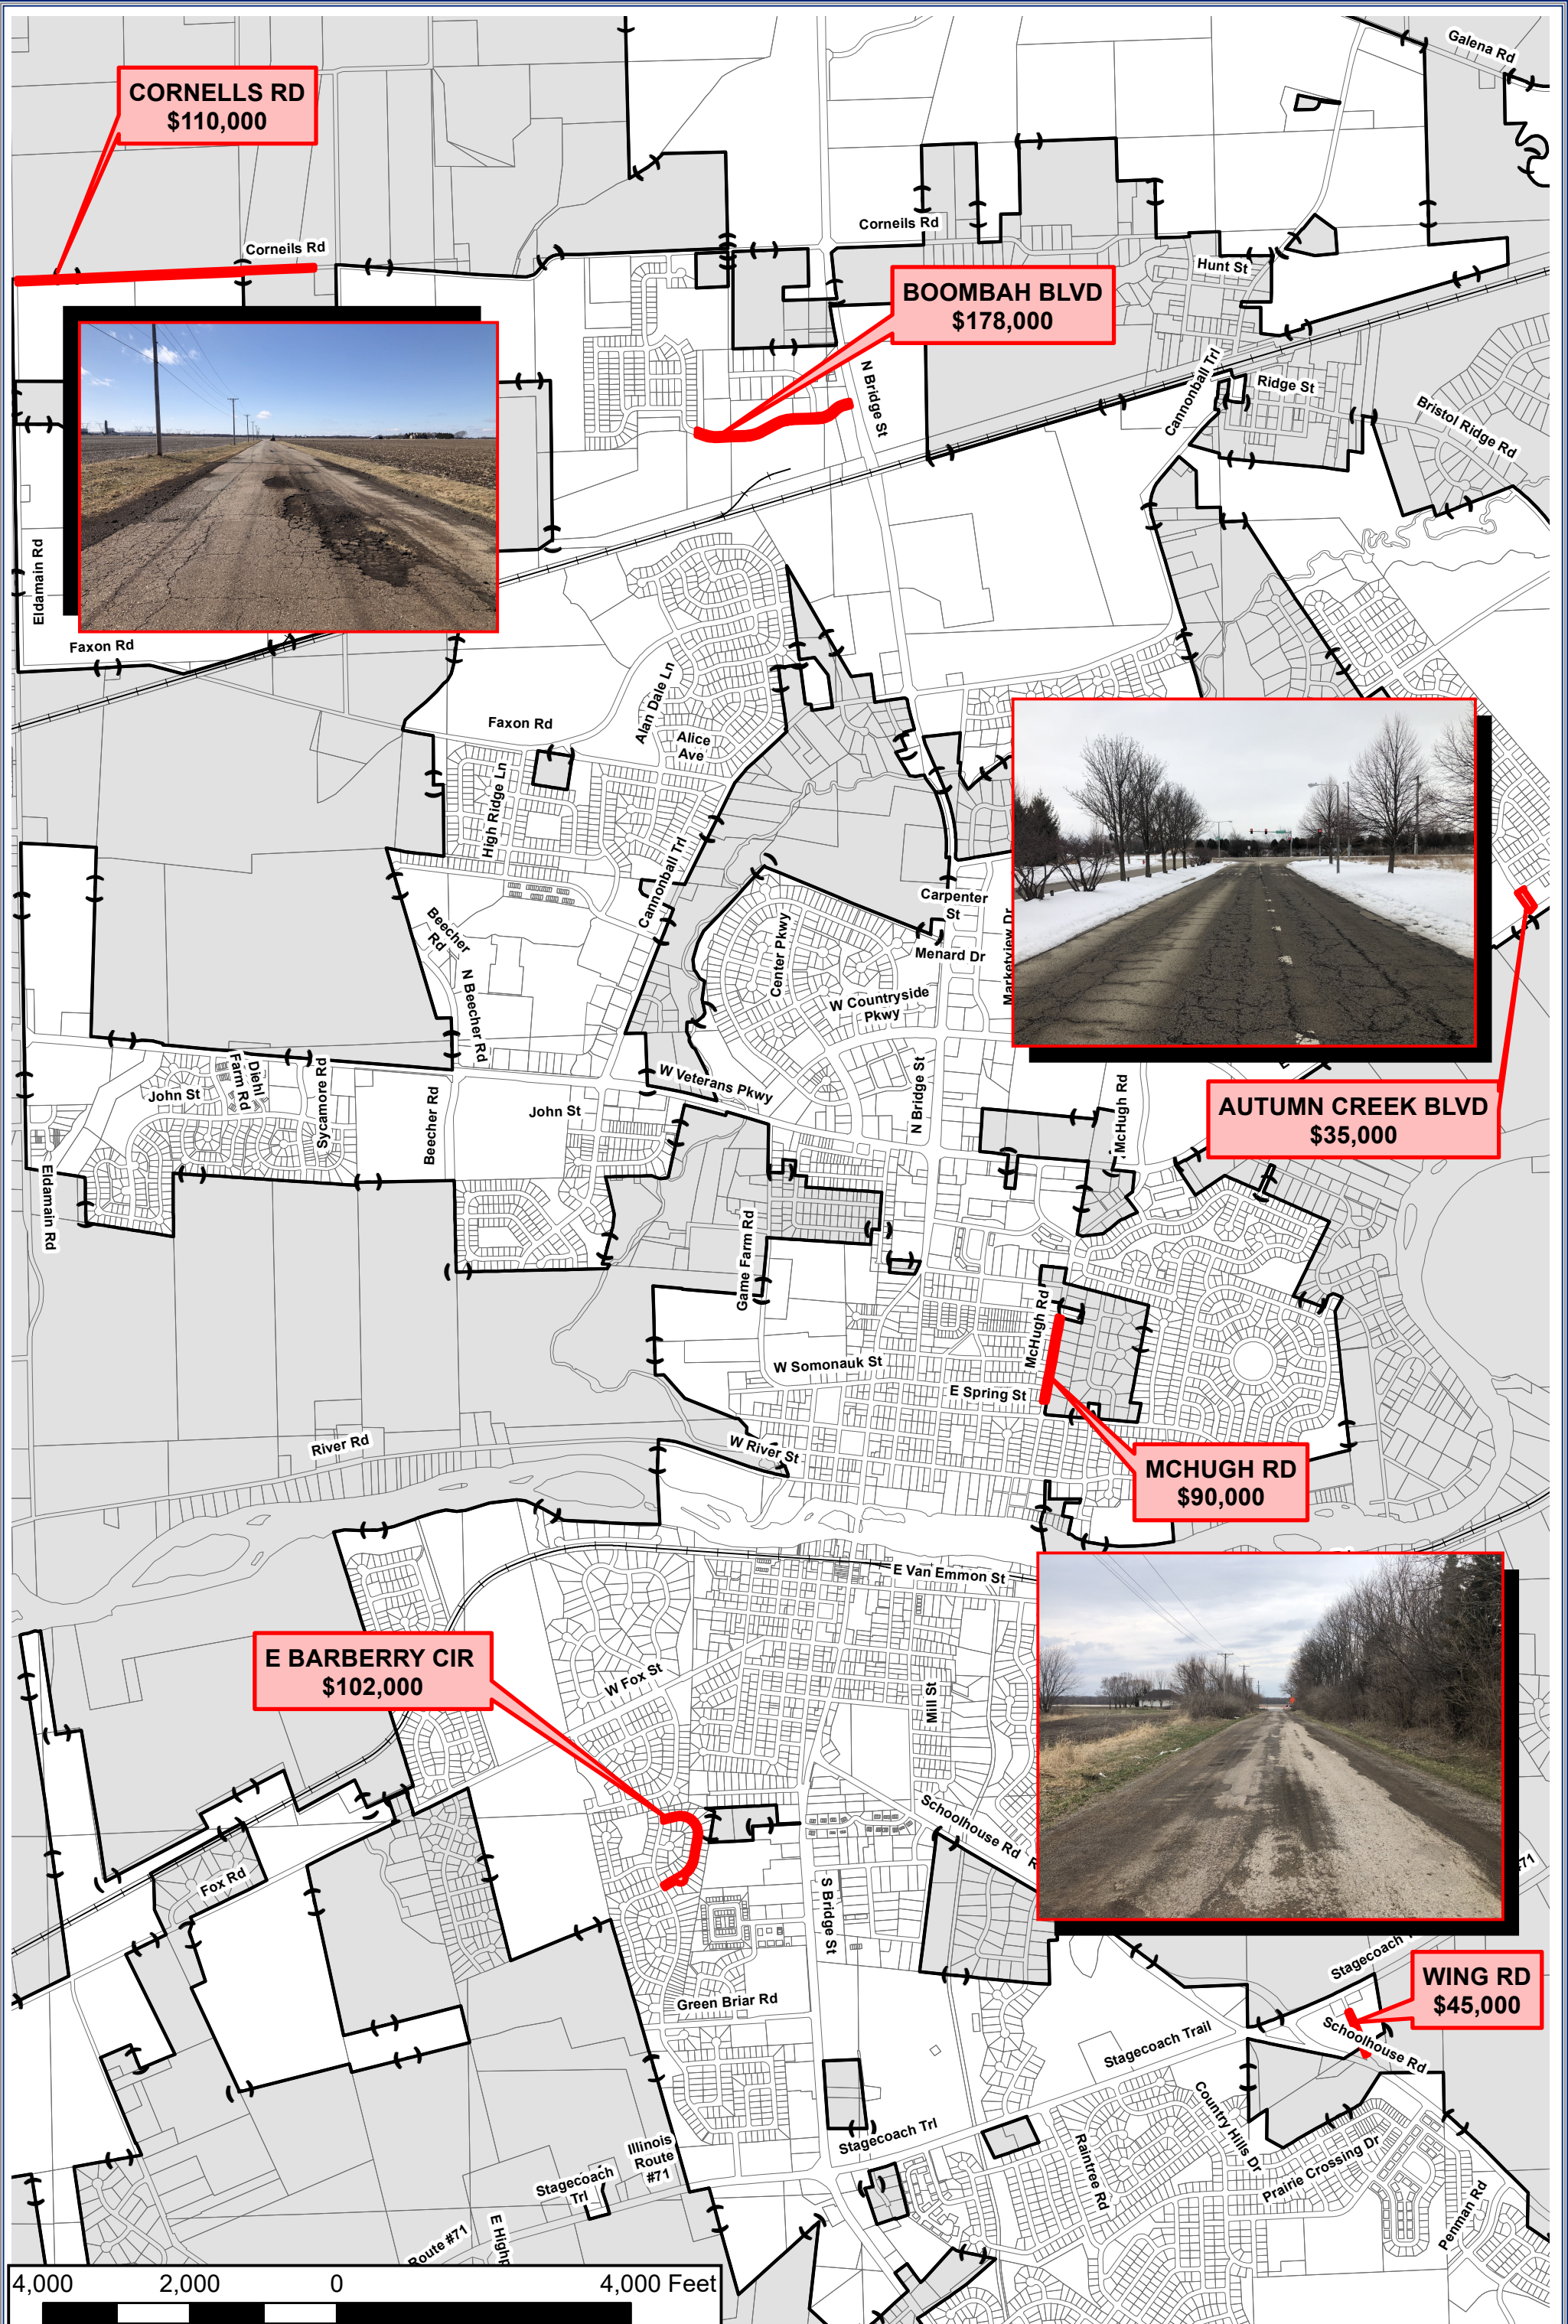 Galena Rd
CORNELLS RD
$110,000
Corneils Rd
Corneils Rd
Hunt St
BOOMBAH BLVD
$178,000
N Bridge St
Cannonball Trl
Ridge St
Bristol Ridge Rd
Eldamain Rd
Faxon Rd
Faxon Rd
Alan Dale Ln
Alice
Ave
High Ridge Ln
Cannonball Trl
Carpenter
St
Menard Dr
Marketview Dr
Center Pkwy
W Countryside
Pkwy
Beecher
Rd
N Beecher Rd
W Veterans Pkwy
N Bridge St
John St
Diehl
Farm Rd
Sycamore Rd
Beecher Rd
John St
McHugh Rd
AUTUMN CREEK BLVD
$35,000
Eldamain Rd
Game Farm Rd
McHugh Rd
W Somonauk St
E Spring St
River Rd
W River St
MCHUGH RD
$90,000
E Van Emmon St
E BARBERRY CIR
$102,000
W Fox St
Mill St
Schoolhouse Rd
#71
Fox Rd
S Bridge St
Stagecoach
WING RD
$45,000
Green Briar Rd
Schoolhouse Rd
Stagecoach Trail
Country Hills Dr
Stagecoach Trl
Raintree Rd
Prairie Crossing Dr
Penman Rd
Illinois
Route
#71
Stagecoach
Trl
Route #71
E High
4,000 2,000 0 4,000 Feet